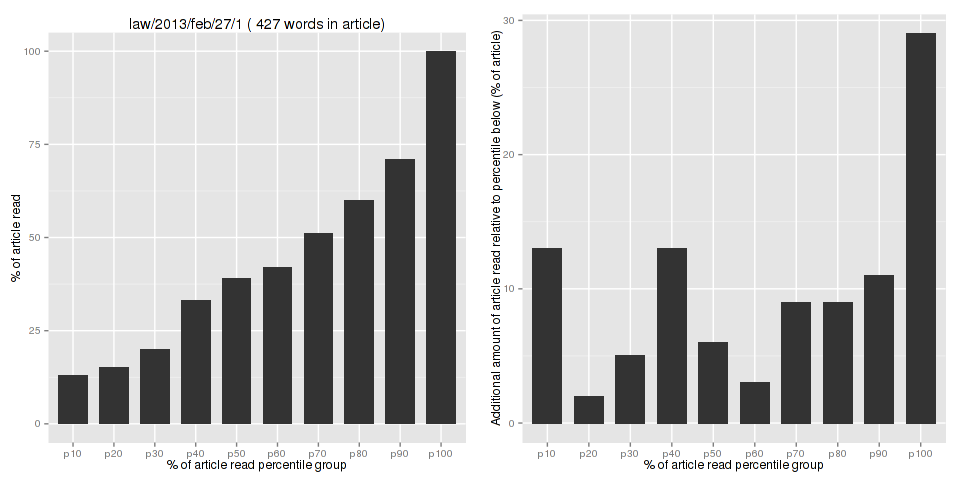 law/2013/feb/27/1 ( 427 words in article)
% of article read
100
75
50
25
0
p10 p20 p30 p40 p50 p60 p70 p80 p90 p100
% of article read percentile group
Additional amount of article read relative to percentile below (% of article)
30
20
10
0
p10 p20 p30 p40 p50 p60 p70 p80 p90 p100
% of article read percentile group